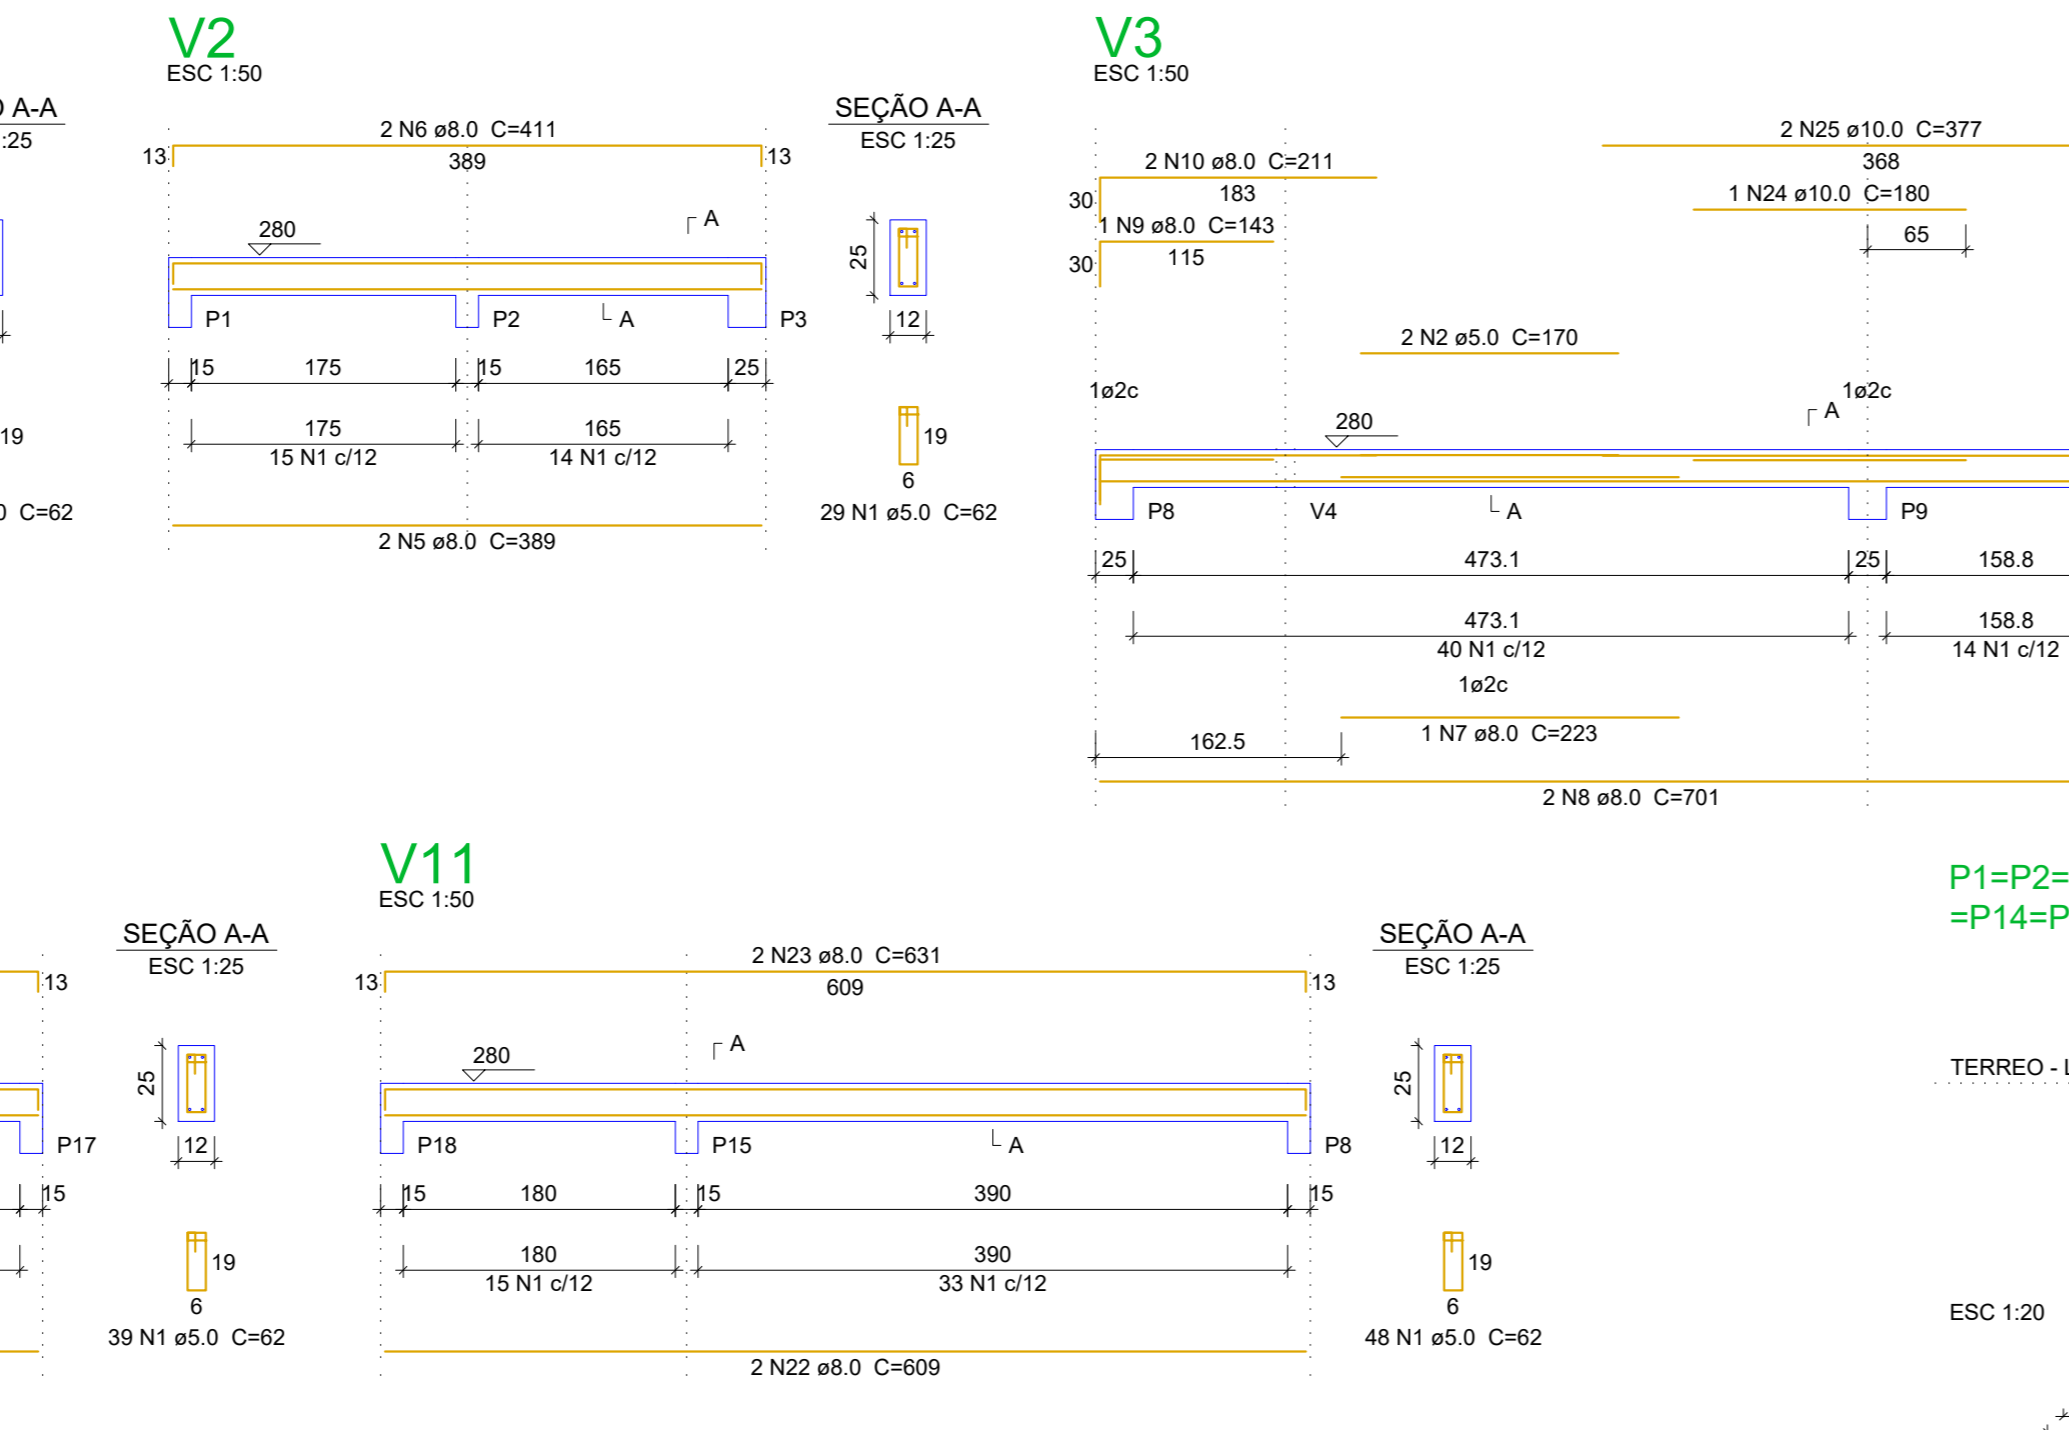 V2
ESC 1:50
A-A
:25
SEÇÃO A-A
ESC 1:25
2 N6 ø8.0 C=411
13
389
13
280
A
25
P1
P2
A
P3
12
15
175
15
165
25
175
165
19
15 N1 c/12
14 N1 c/12
19
6
C=62
29 N1 ø5.0 C=62
2 N5 ø8.0 C=389
V3
ESC 1:50
2 N25 ø10.0 C=377
368
2 N10 ø8.0 C=211
183
30
1 N24 ø10.0 C=180
1 N9 ø8.0 C=143
65
115
30
2 N2 ø5.0 C=170
1ø2c
1ø2c
A
280
P8
V4
A
P9
25
473.1
25
158.8
473.1
158.8
40 N1 c/12
14 N1 c/12
1ø2c
1 N7 ø8.0 C=223
162.5
2 N8 ø8.0 C=701
V11
ESC 1:50
SEÇÃO A-A
ESC 1:25
13
25
P17
12
15
19
6
39 N1 ø5.0 C=62
2 N23 ø8.0 C=631
13
609
13
A
280
P18
P15
A
P8
15
180
15
390
15
180
390
15 N1 c/12
33 N1 c/12
2 N22 ø8.0 C=609
SEÇÃO A-A
ESC 1:25
25
12
19
6
48 N1 ø5.0 C=62
P1=P2=
=P14=P
TERREO - L
ESC 1:20